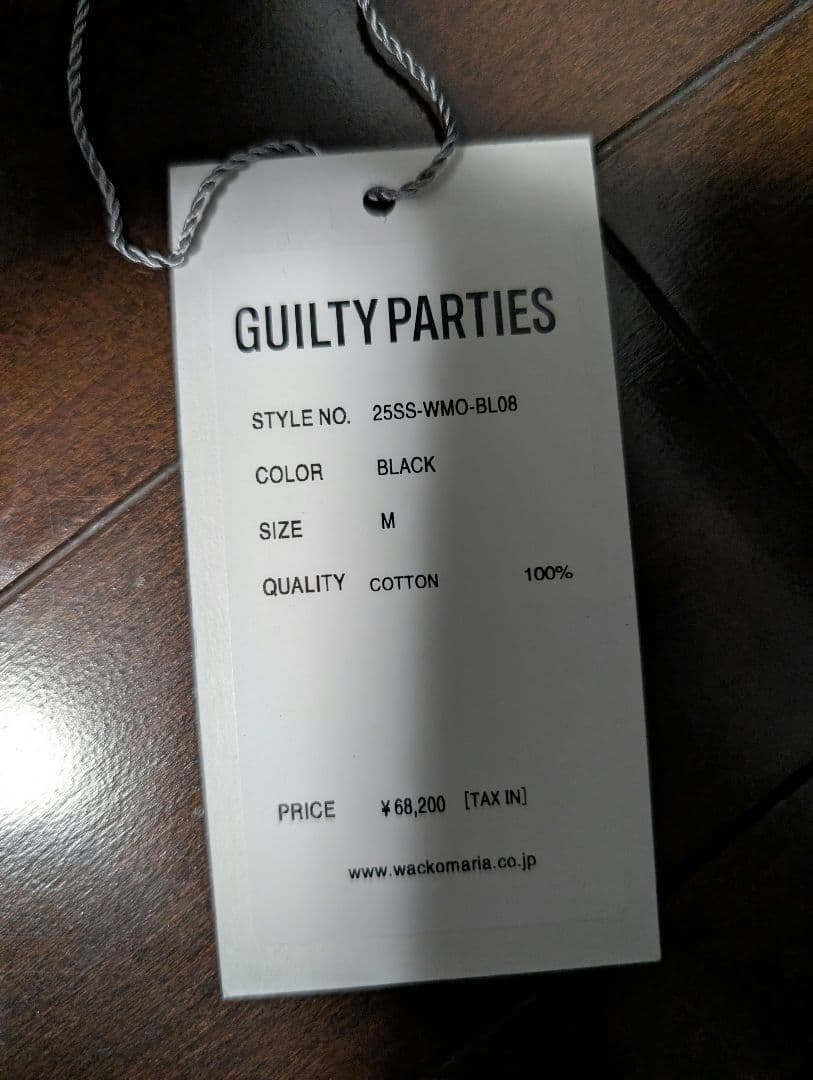 GUILTY PARTIES
STYLE NO. 25SS-WMO-BL08
COLOR BLACK
SIZE M
QUALITY COTTON 100%
PRICE ¥68,200 [TAX IN]
www.wackomaria.co.jp